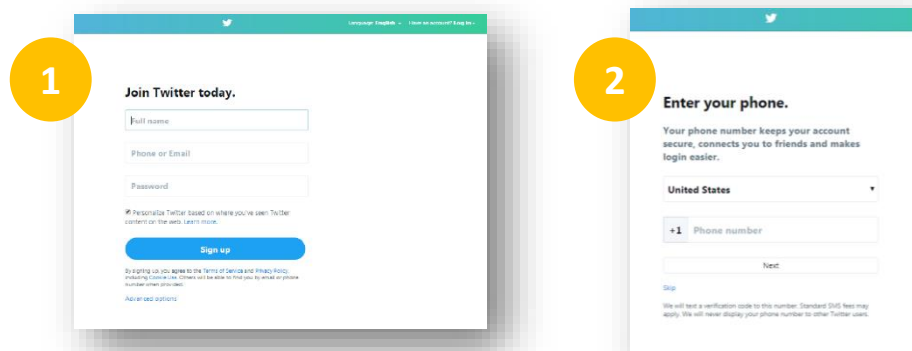 1
Language: English
Have an account? Log in
Join Twitter today.
Full name
Phone or Email
Password
Personalize Twitter based on where you've seen Twitter
content on the web. Learn more.
Sign up
By signing up, you agree to the Terms of Service and Privacy Policy,
including Cookie Use. Others will be able to find you by email or phone
number when provided.
Advanced options
2
Enter your phone.
Your phone number keeps your account
secure, connects you to friends and makes
login easier.
United States
+1 Phone number
Next
Skip
We will text a verification code to this number. Standard SMS fees may
apply. We will never display your phone number to other Twitter users.